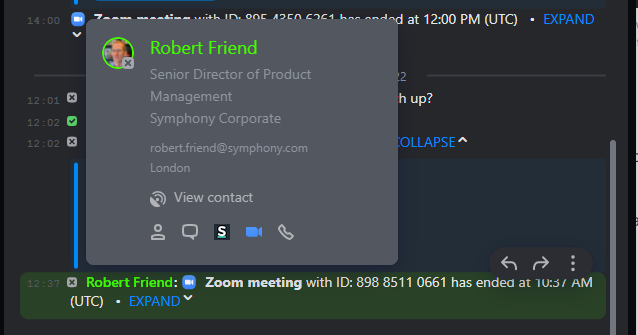 14:00 Zoom meeting with ID: 895 4350 6261 has ended at 12:00 PM (UTC) • EXPAND
Robert Friend
Senior Director of Product
Management
Symphony Corporate
robert.friend@symphony.com
London
View contact
S
22
12:01 h up?
12:02
12:02 COLLAPSE
12:37 Robert Friend: Zoom meeting with ID: 898 8511 0661 has ended at 10:37 AM
(UTC) • EXPAND